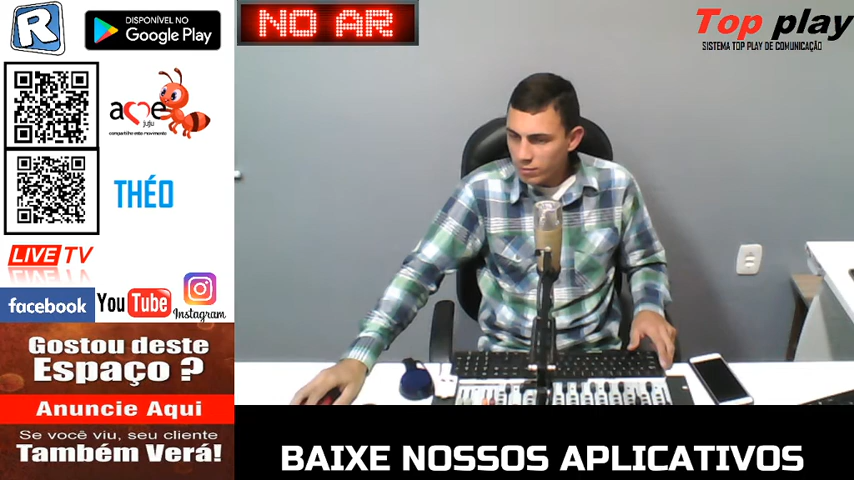 R
DISPONÍVEL NO
Google Play
NO AR
Top play
SISTEMA TOP PLAY DE COMUNICAÇÃO
ame
juju
compartilhe este movimento
THÉO
LIVE TV
facebook
YouTube
Instagram
Gostou deste
Espaço ?
Anuncie Aqui
Se você viu, seu cliente
Também Verá!
BAIXE NOSSOS APLICATIVOS